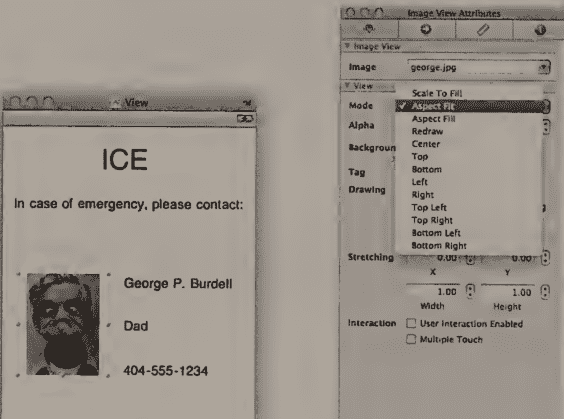 View
ICE
In case of emergency, please contact:
George P. Burdell
Dad
404-555-1234
Image View Attributes
Image View
Image
george.jpg
View
Mode
Alpha
Backgroun
Tag
Drawing
Scale To Fill
Aspect Fit
Aspect Fill
Redraw
Center
Top
Bottom
Left
Right
Top Left
Top Right
Bottom Left
Bottom Right
Stretching 0.00 0.00
X Y
1.00 1.00
Width Height
Interaction User Interaction Enabled
Multiple Touch